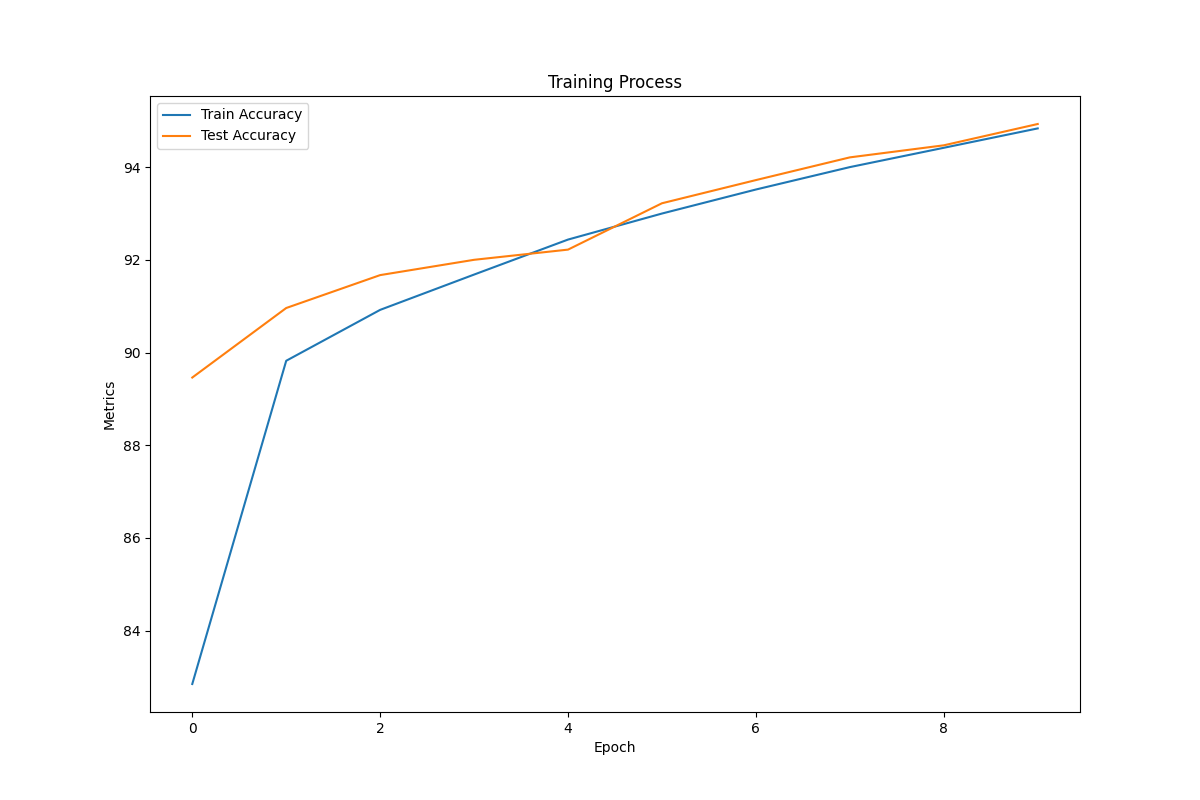 Training Process
Train Accuracy
Test Accuracy
94
92
90
88
86
84
Metrics
0 2 4 6 8
Epoch